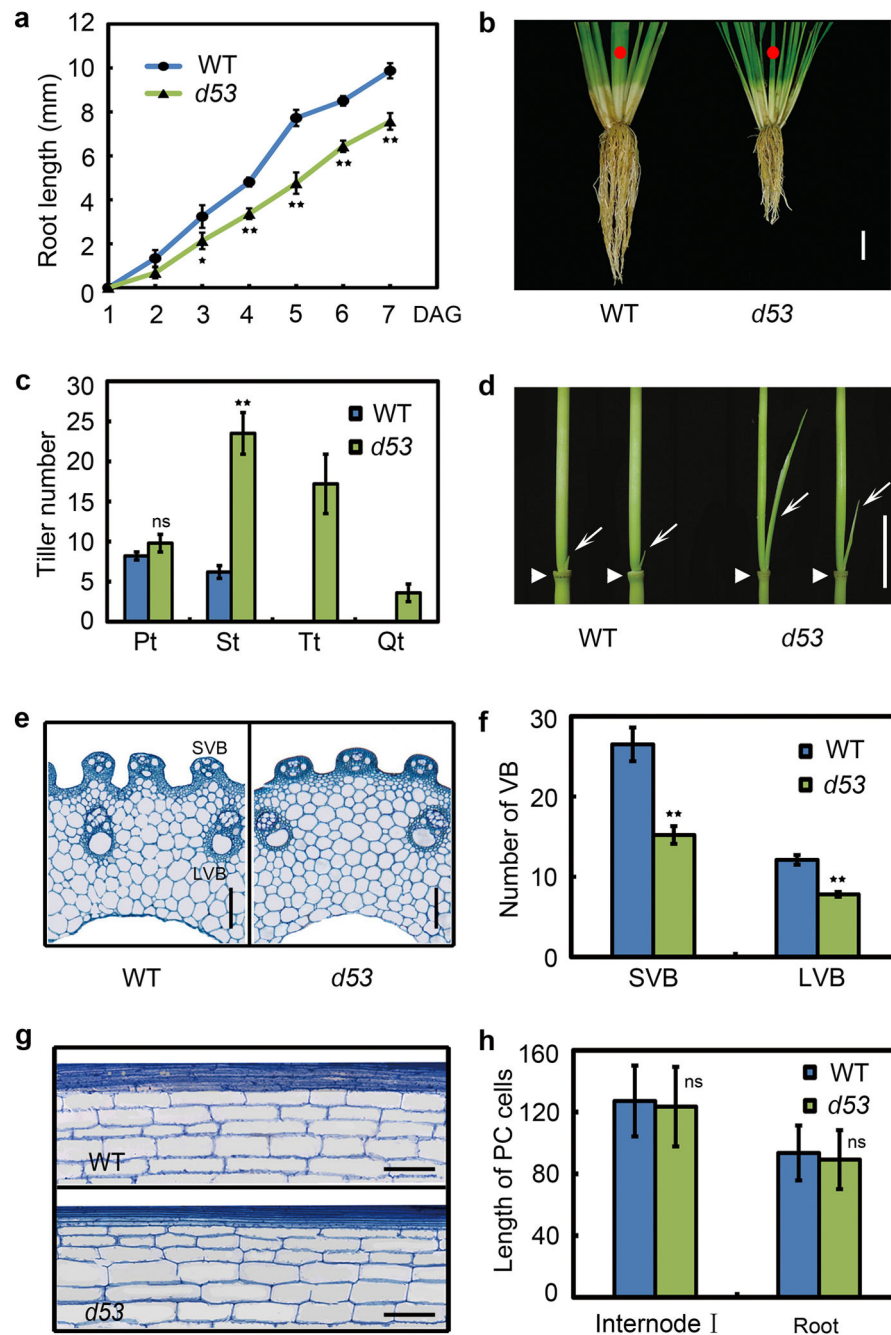 a
12
10
8
6
4
2
0
Root length (mm)
WT
d53
★
★★
★★
★★
★★
1 2 3 4 5 6 7 DAG
b
WT d53
c
30
25
20
15
10
5
0
Tiller number
WT
d53
ns
★★
Pt St Tt Qt
d
WT d53
e
SVB
LVB
WT d53
f
30
20
10
0
Number of VB
WT
d53
★★
★★
SVB LVB
g
WT
d53
h
160
120
80
40
0
Length of PC cells
WT
d53
ns
ns
Internode I Root